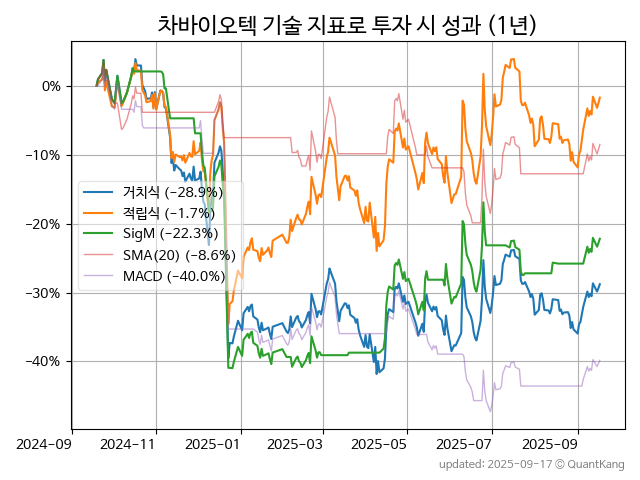 차바이오텍 기술 지표로 투자 시 성과 (1년)
0%
−10%
−20%
−30%
−40%
거치식 (−28.9%)
적립식 (−1.7%)
SigM (−22.3%)
SMA(20) (−8.6%)
MACD (−40.0%)
2024-09
2024-11
2025-01
2025-03
2025-05
2025-07
2025-09
updated: 2025-09-17 © QuantKang